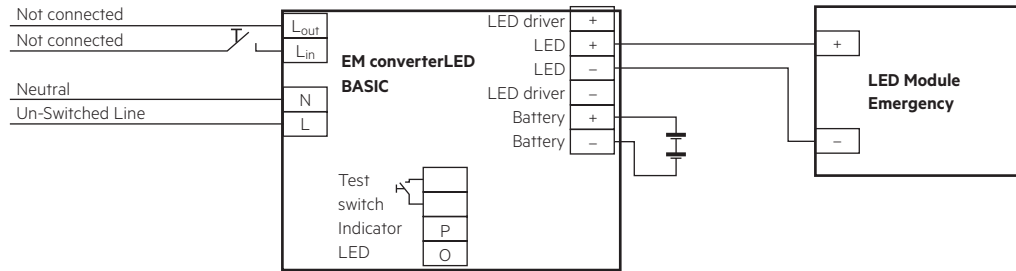 Not connected
Not connected
Neutral
Un-Switched Line
Lout
Lin
N
L
EM converterLED
BASIC
LED driver +
LED +
LED –
LED driver –
Battery +
Battery –
Test
switch
Indicator P
LED O
+
–
LED Module
Emergency